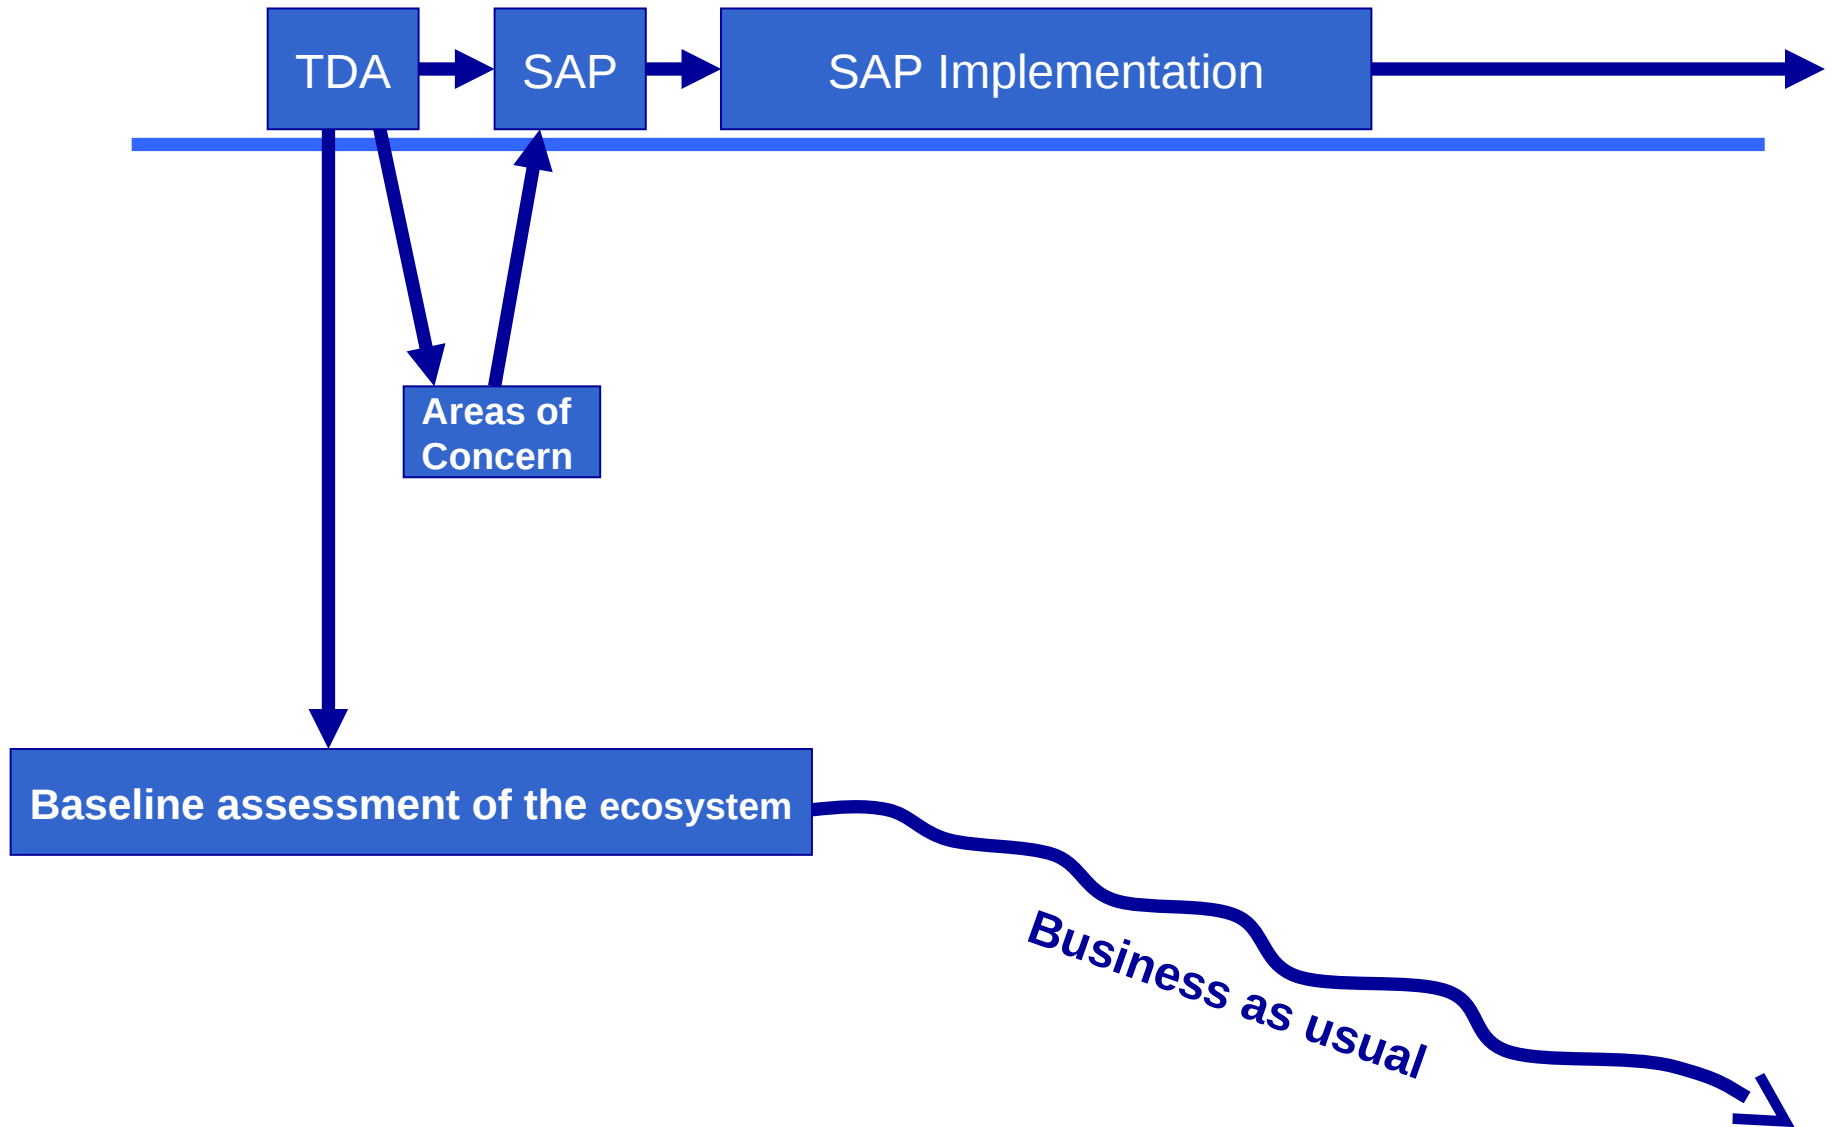 TDA
SAP
SAP Implementation
Areas of
Concern
Baseline assessment of the ecosystem
Business as usual